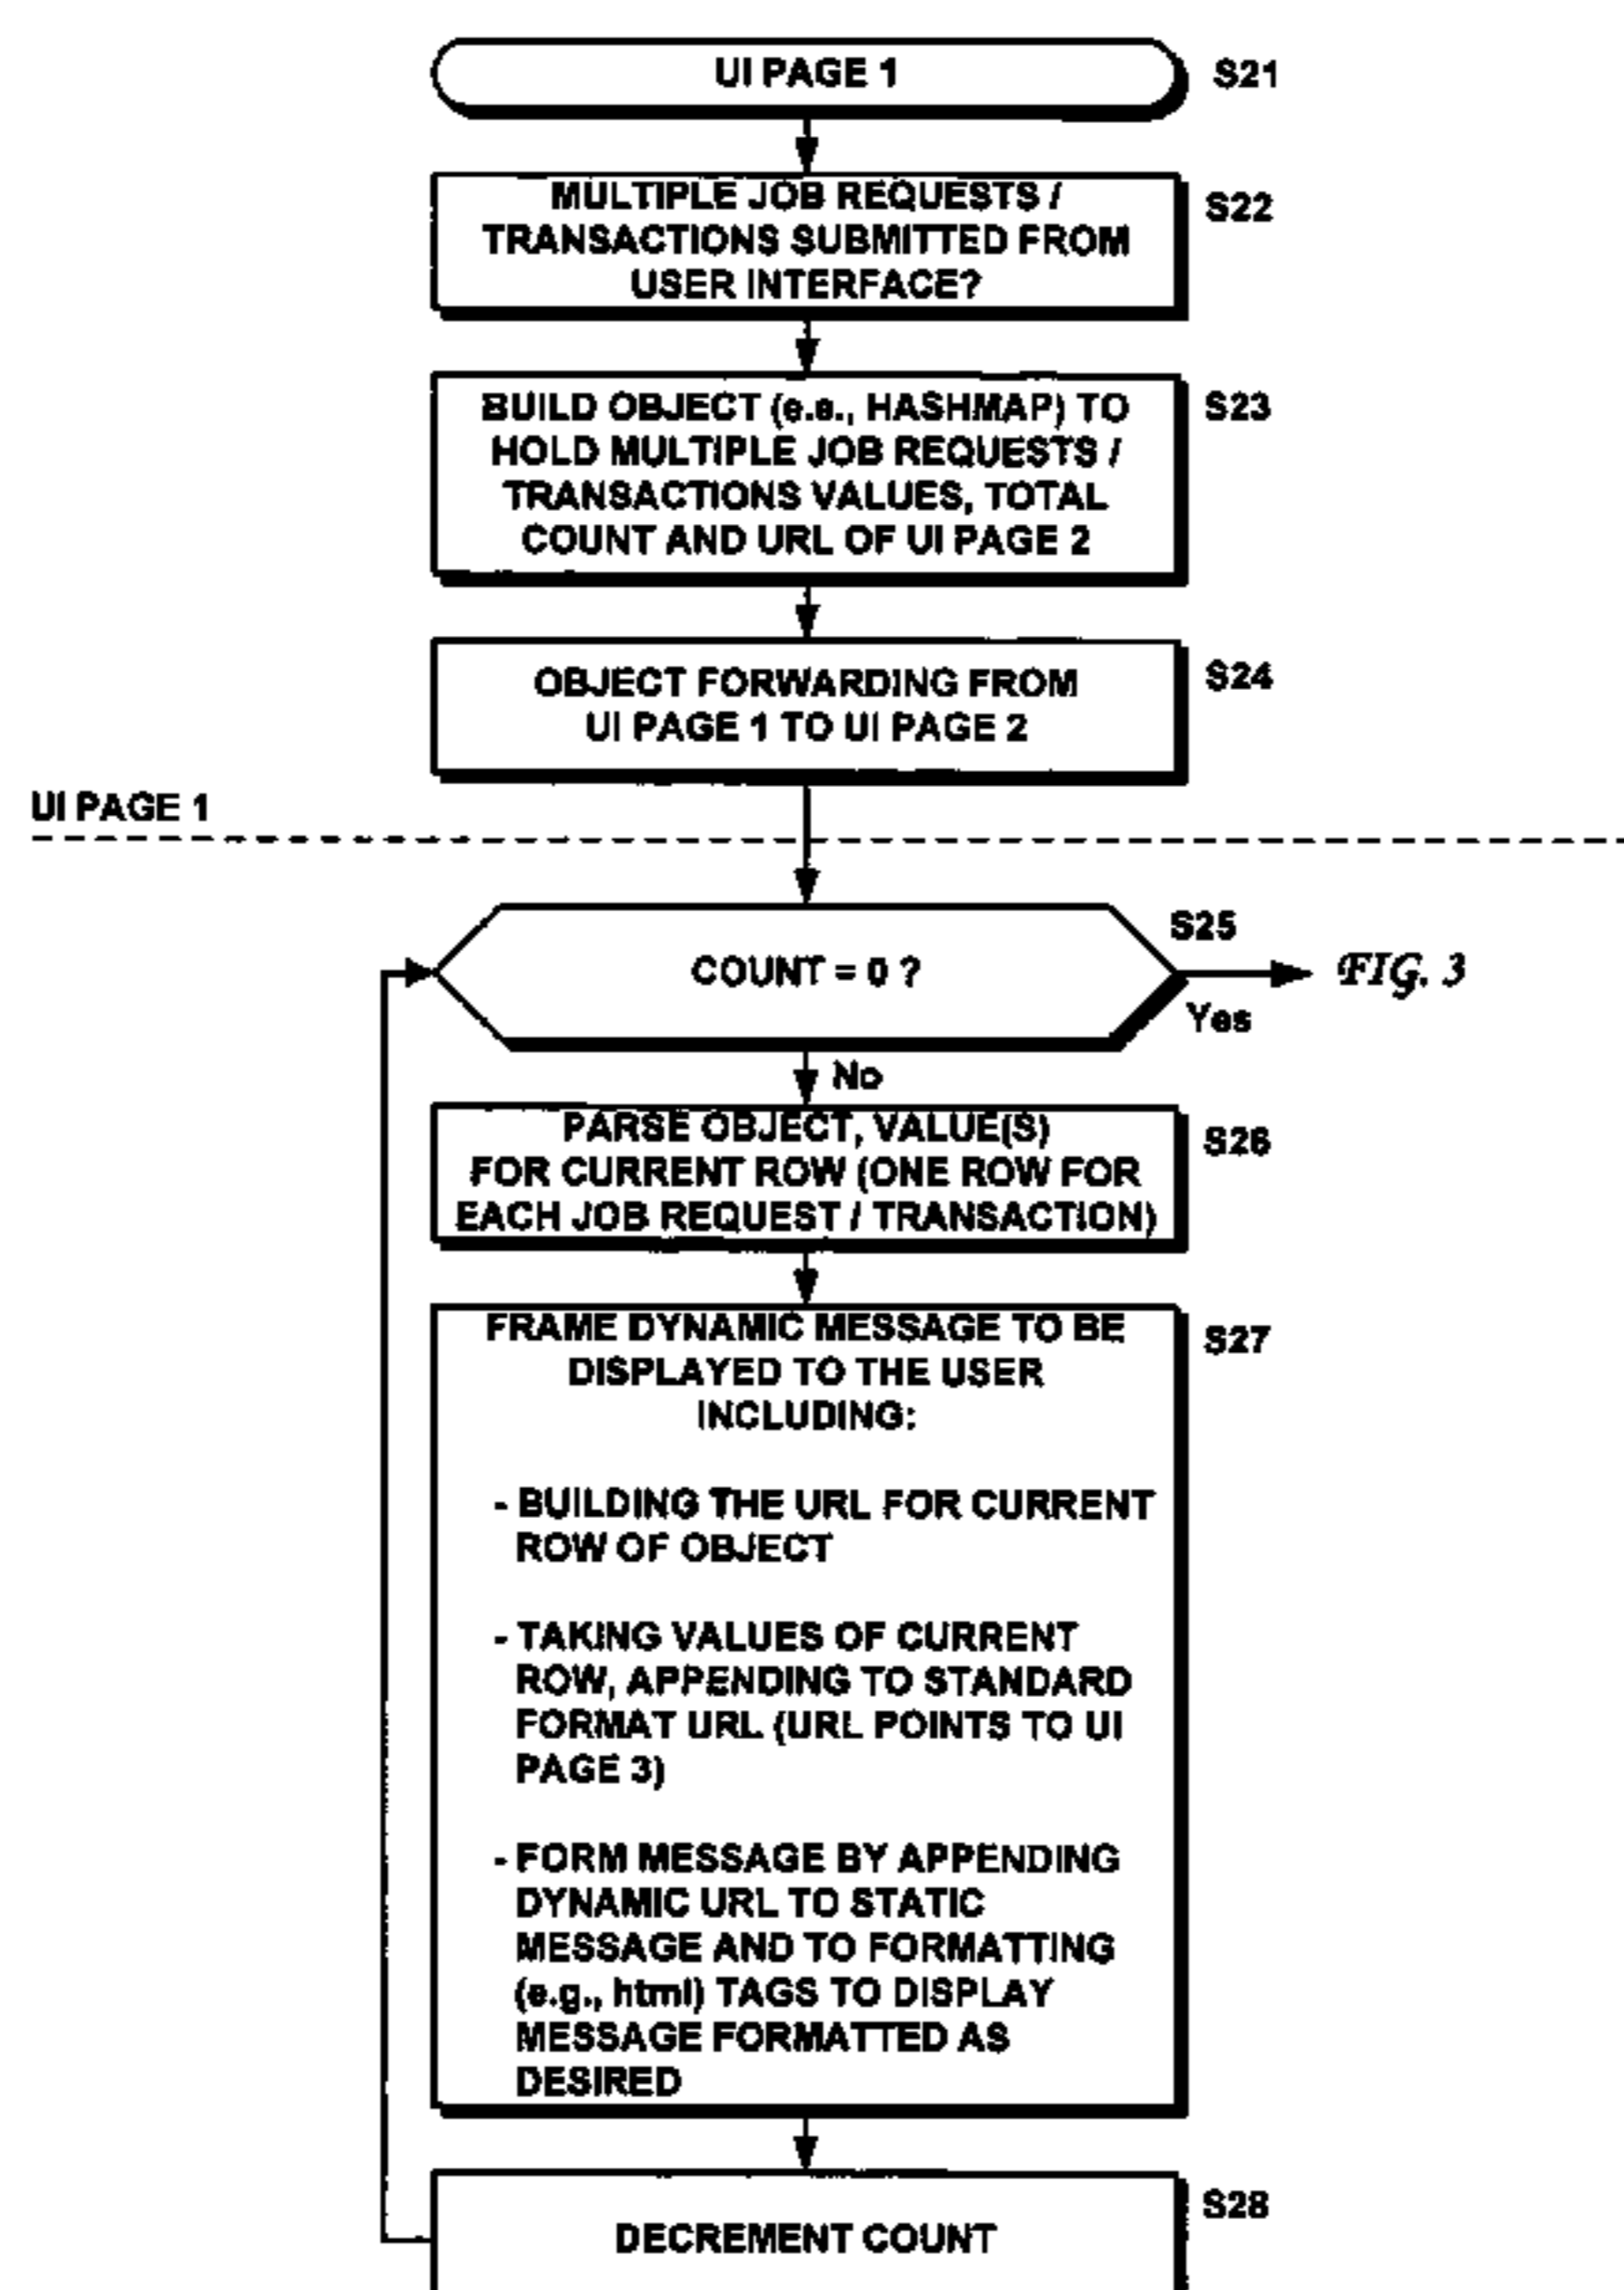 UI PAGE 1
S21
MULTIPLE JOB REQUESTS /
TRANSACTIONS SUBMITTED FROM
USER INTERFACE?
S22
BUILD OBJECT (e.e., HASHMAP) TO
HOLD MULTIPLE JOB REQUESTS /
TRANSACTIONS VALUES, TOTAL
COUNT AND URL OF UI PAGE 2
S23
OBJECT FORWARDING FROM
UI PAGE 1 TO UI PAGE 2
S24
UI PAGE 1
COUNT = 0 ?
S25
Yes
FIG. 3
No
PARSE OBJECT, VALUE(S)
FOR CURRENT ROW (ONE ROW FOR
EACH JOB REQUEST / TRANSACTION)
S26
FRAME DYNAMIC MESSAGE TO BE
DISPLAYED TO THE USER
INCLUDING:
- BUILDING THE URL FOR CURRENT
ROW OF OBJECT
- TAKING VALUES OF CURRENT
ROW, APPENDING TO STANDARD
FORMAT URL (URL POINTS TO UI
PAGE 3)
- FORM MESSAGE BY APPENDING
DYNAMIC URL TO STATIC
MESSAGE AND TO FORMATTING
(e.g., html) TAGS TO DISPLAY
MESSAGE FORMATTED AS
DESIRED
S27
DECREMENT COUNT
S28